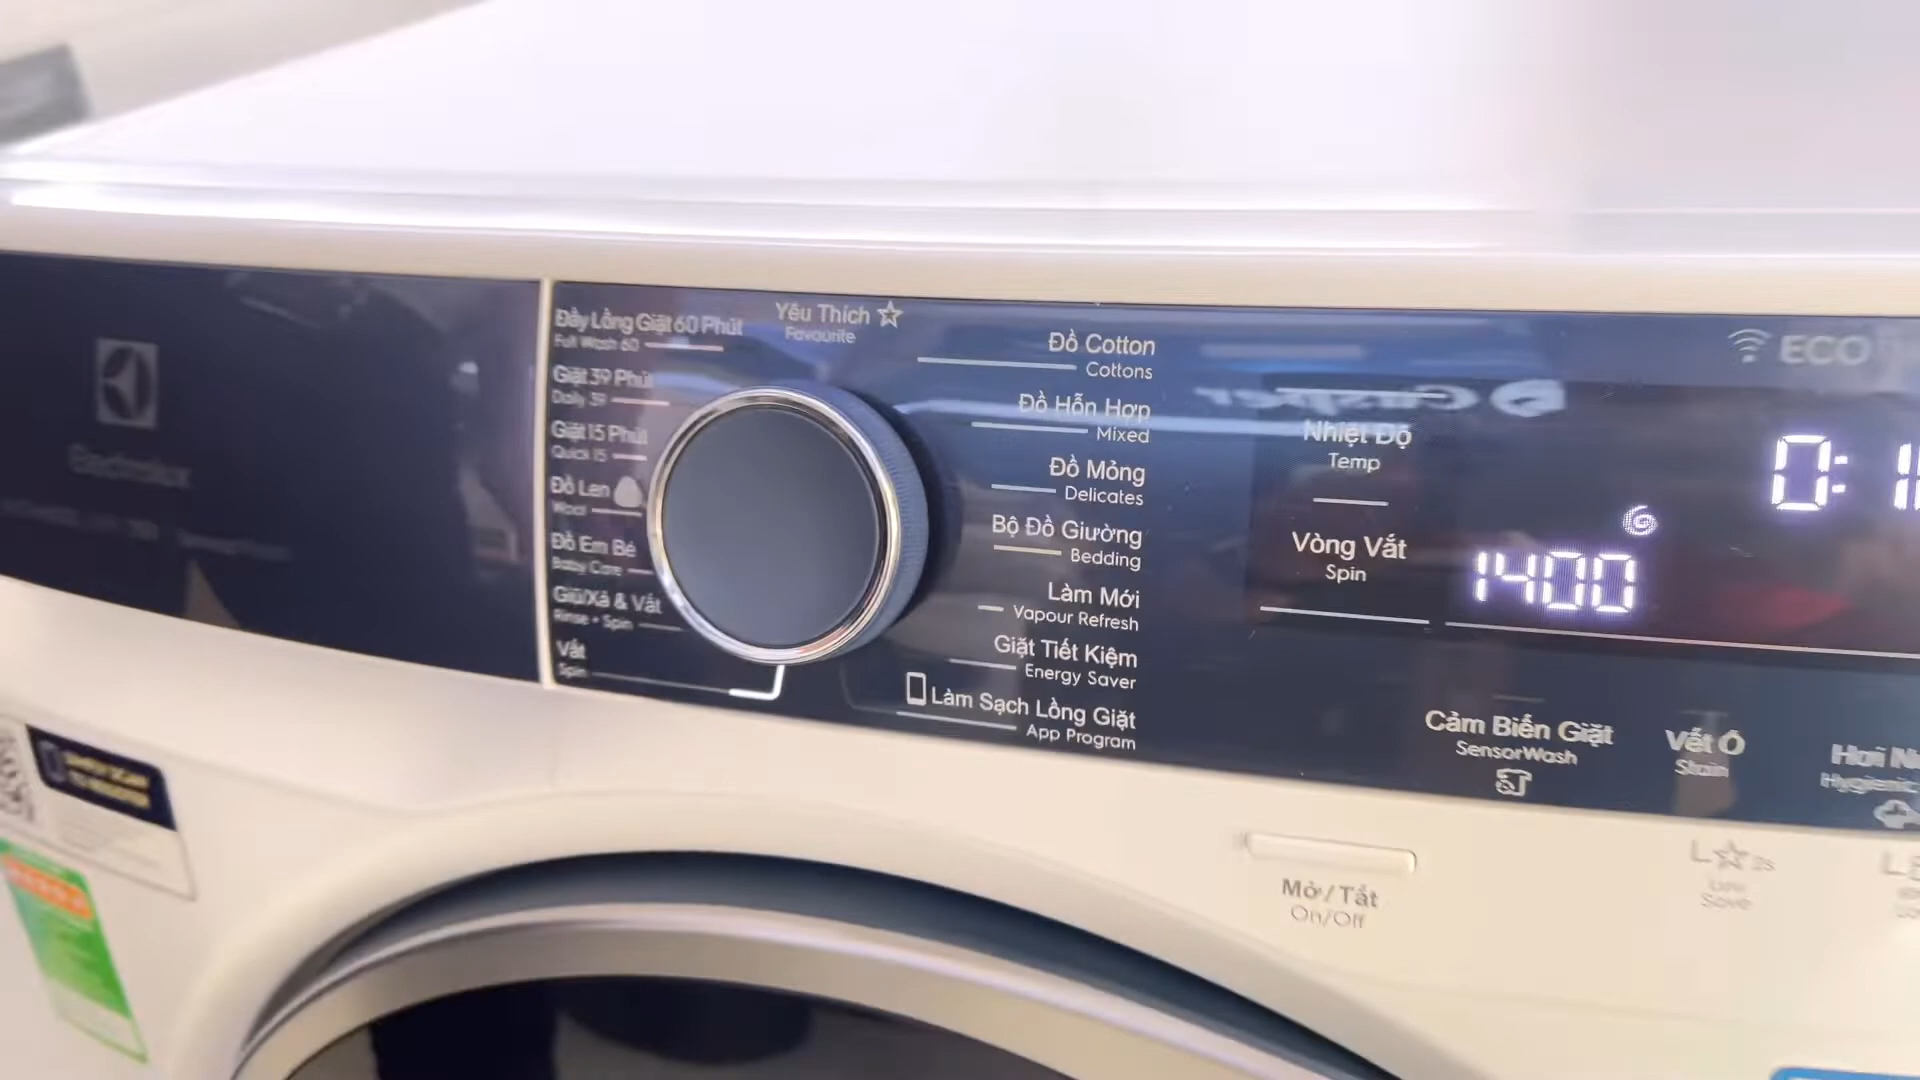 Electrolux
Đầy Lồng Giặt 60 Phút
Full Wash 60
Giặt 39 Phút
Daily 39
Giặt 15 Phút
Quick 15
Đồ Len
Wool
Đồ Em Bé
Baby Care
Giũ/Xả & Vắt
Rinse + Spin
Vắt
Spin
Yêu Thích
Favourite
Đồ Cotton
Cottons
Đồ Hỗn Hợp
Mixed
Đồ Mỏng
Delicates
Bộ Đồ Giường
Bedding
Làm Mới
Vapour Refresh
Giặt Tiết Kiệm
Energy Saver
Làm Sạch Lồng Giặt
App Program
ECO
Nhiệt Độ
Temp
Vòng Vắt
Spin
1400
Cảm Biến Giặt
SensorWash
Vết Ố
Stain
Hygienic
Mở/Tắt
On/Off
Save